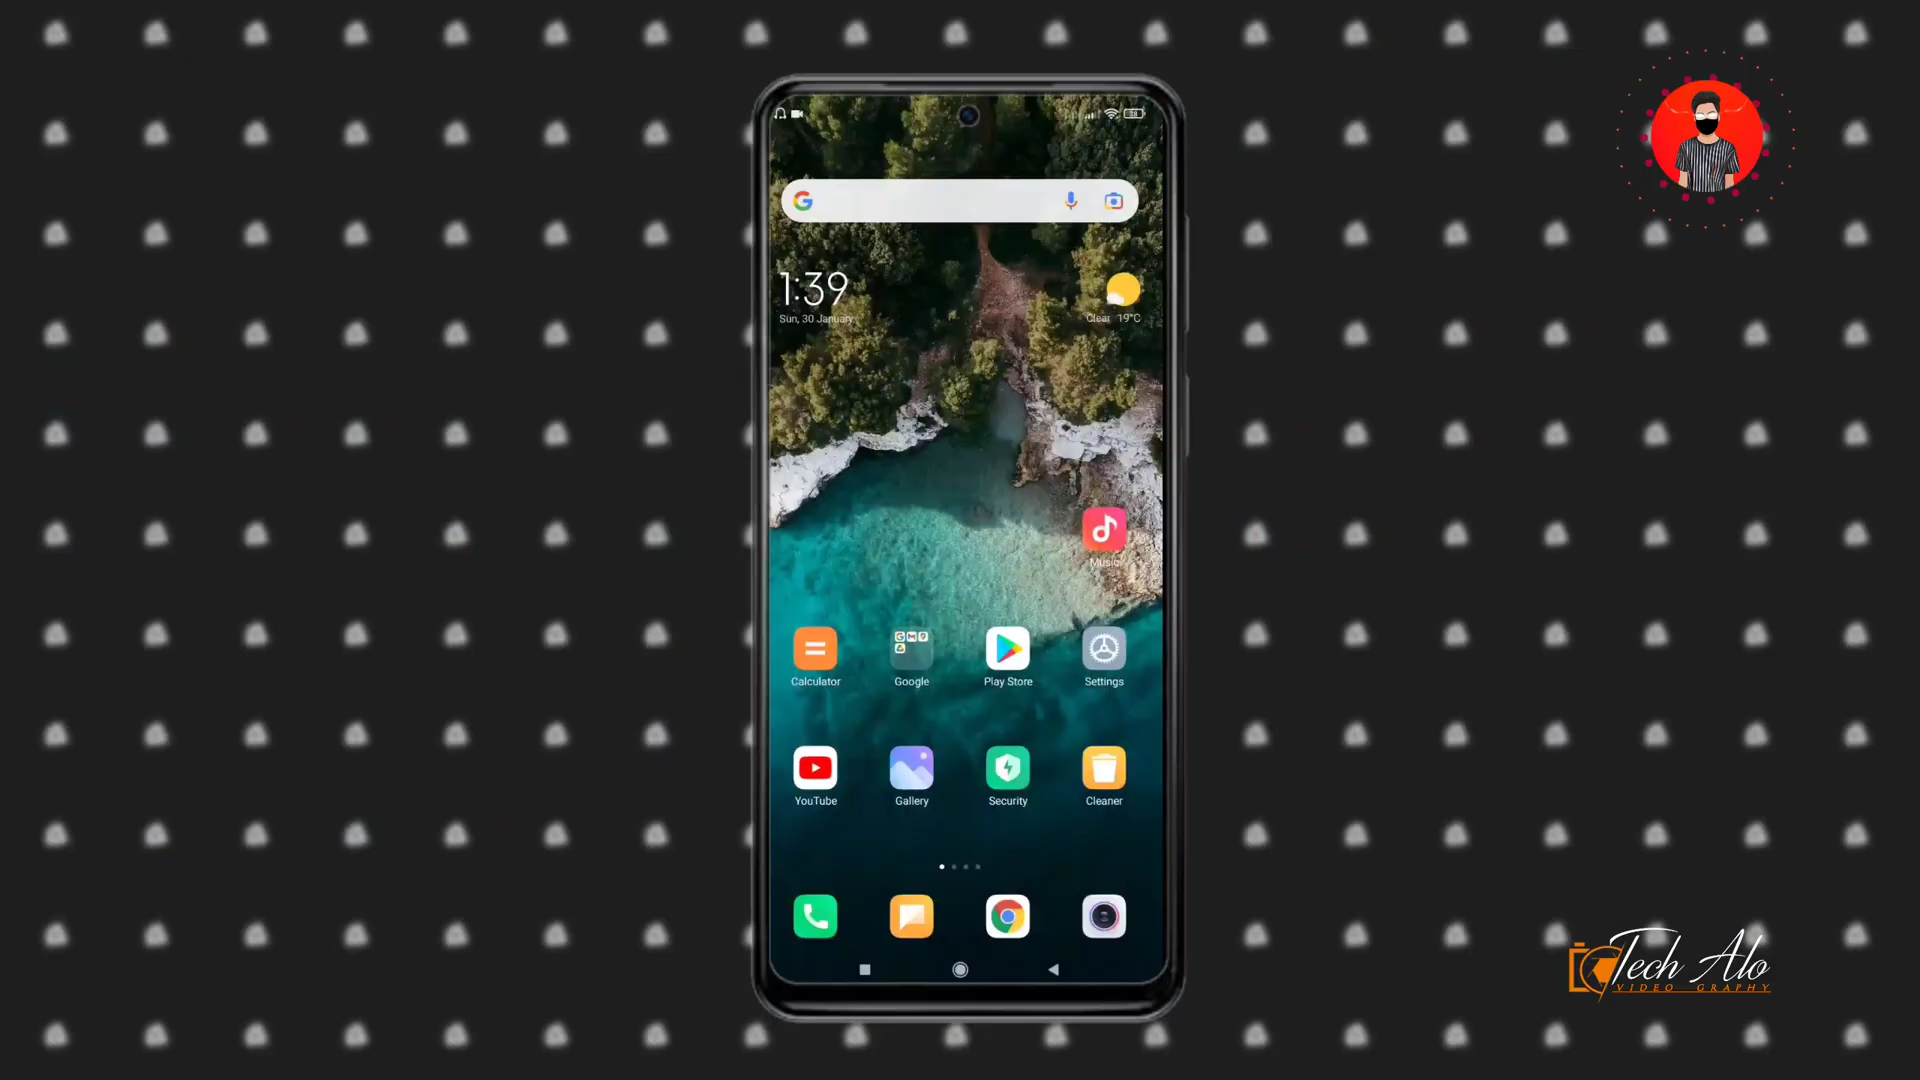 1:39
Sun, 30 January
Clear 19°C
Music
Calculator
Google
Play Store
Settings
YouTube
Gallery
Security
Cleaner
Tech Alo
VIDEO GRAPHY